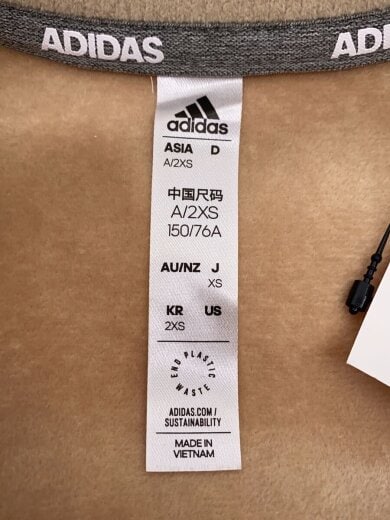 ADIDAS
ADIDAS
adidas
ASIA D
A/2XS
中国尺码
A/2XS
150/76A
AU/NZ J
XS
KR US
2XS
END PLASTIC WASTE
ADIDAS.COM/
SUSTAINABILITY
MADE IN
VIETNAM